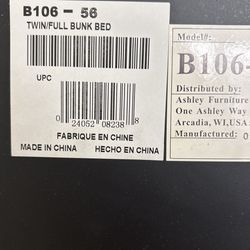 B106 - 56
TWIN/FULL BUNK BED
UPC
0 24052 08238 8
FABRIQUE EN CHINE
MADE IN CHINA HECHO EN CHINA
Model#:
B106-
Distributed by:
Ashley Furniture
One Ashley Way
Arcadia, WI,USA
Manufactured: 0